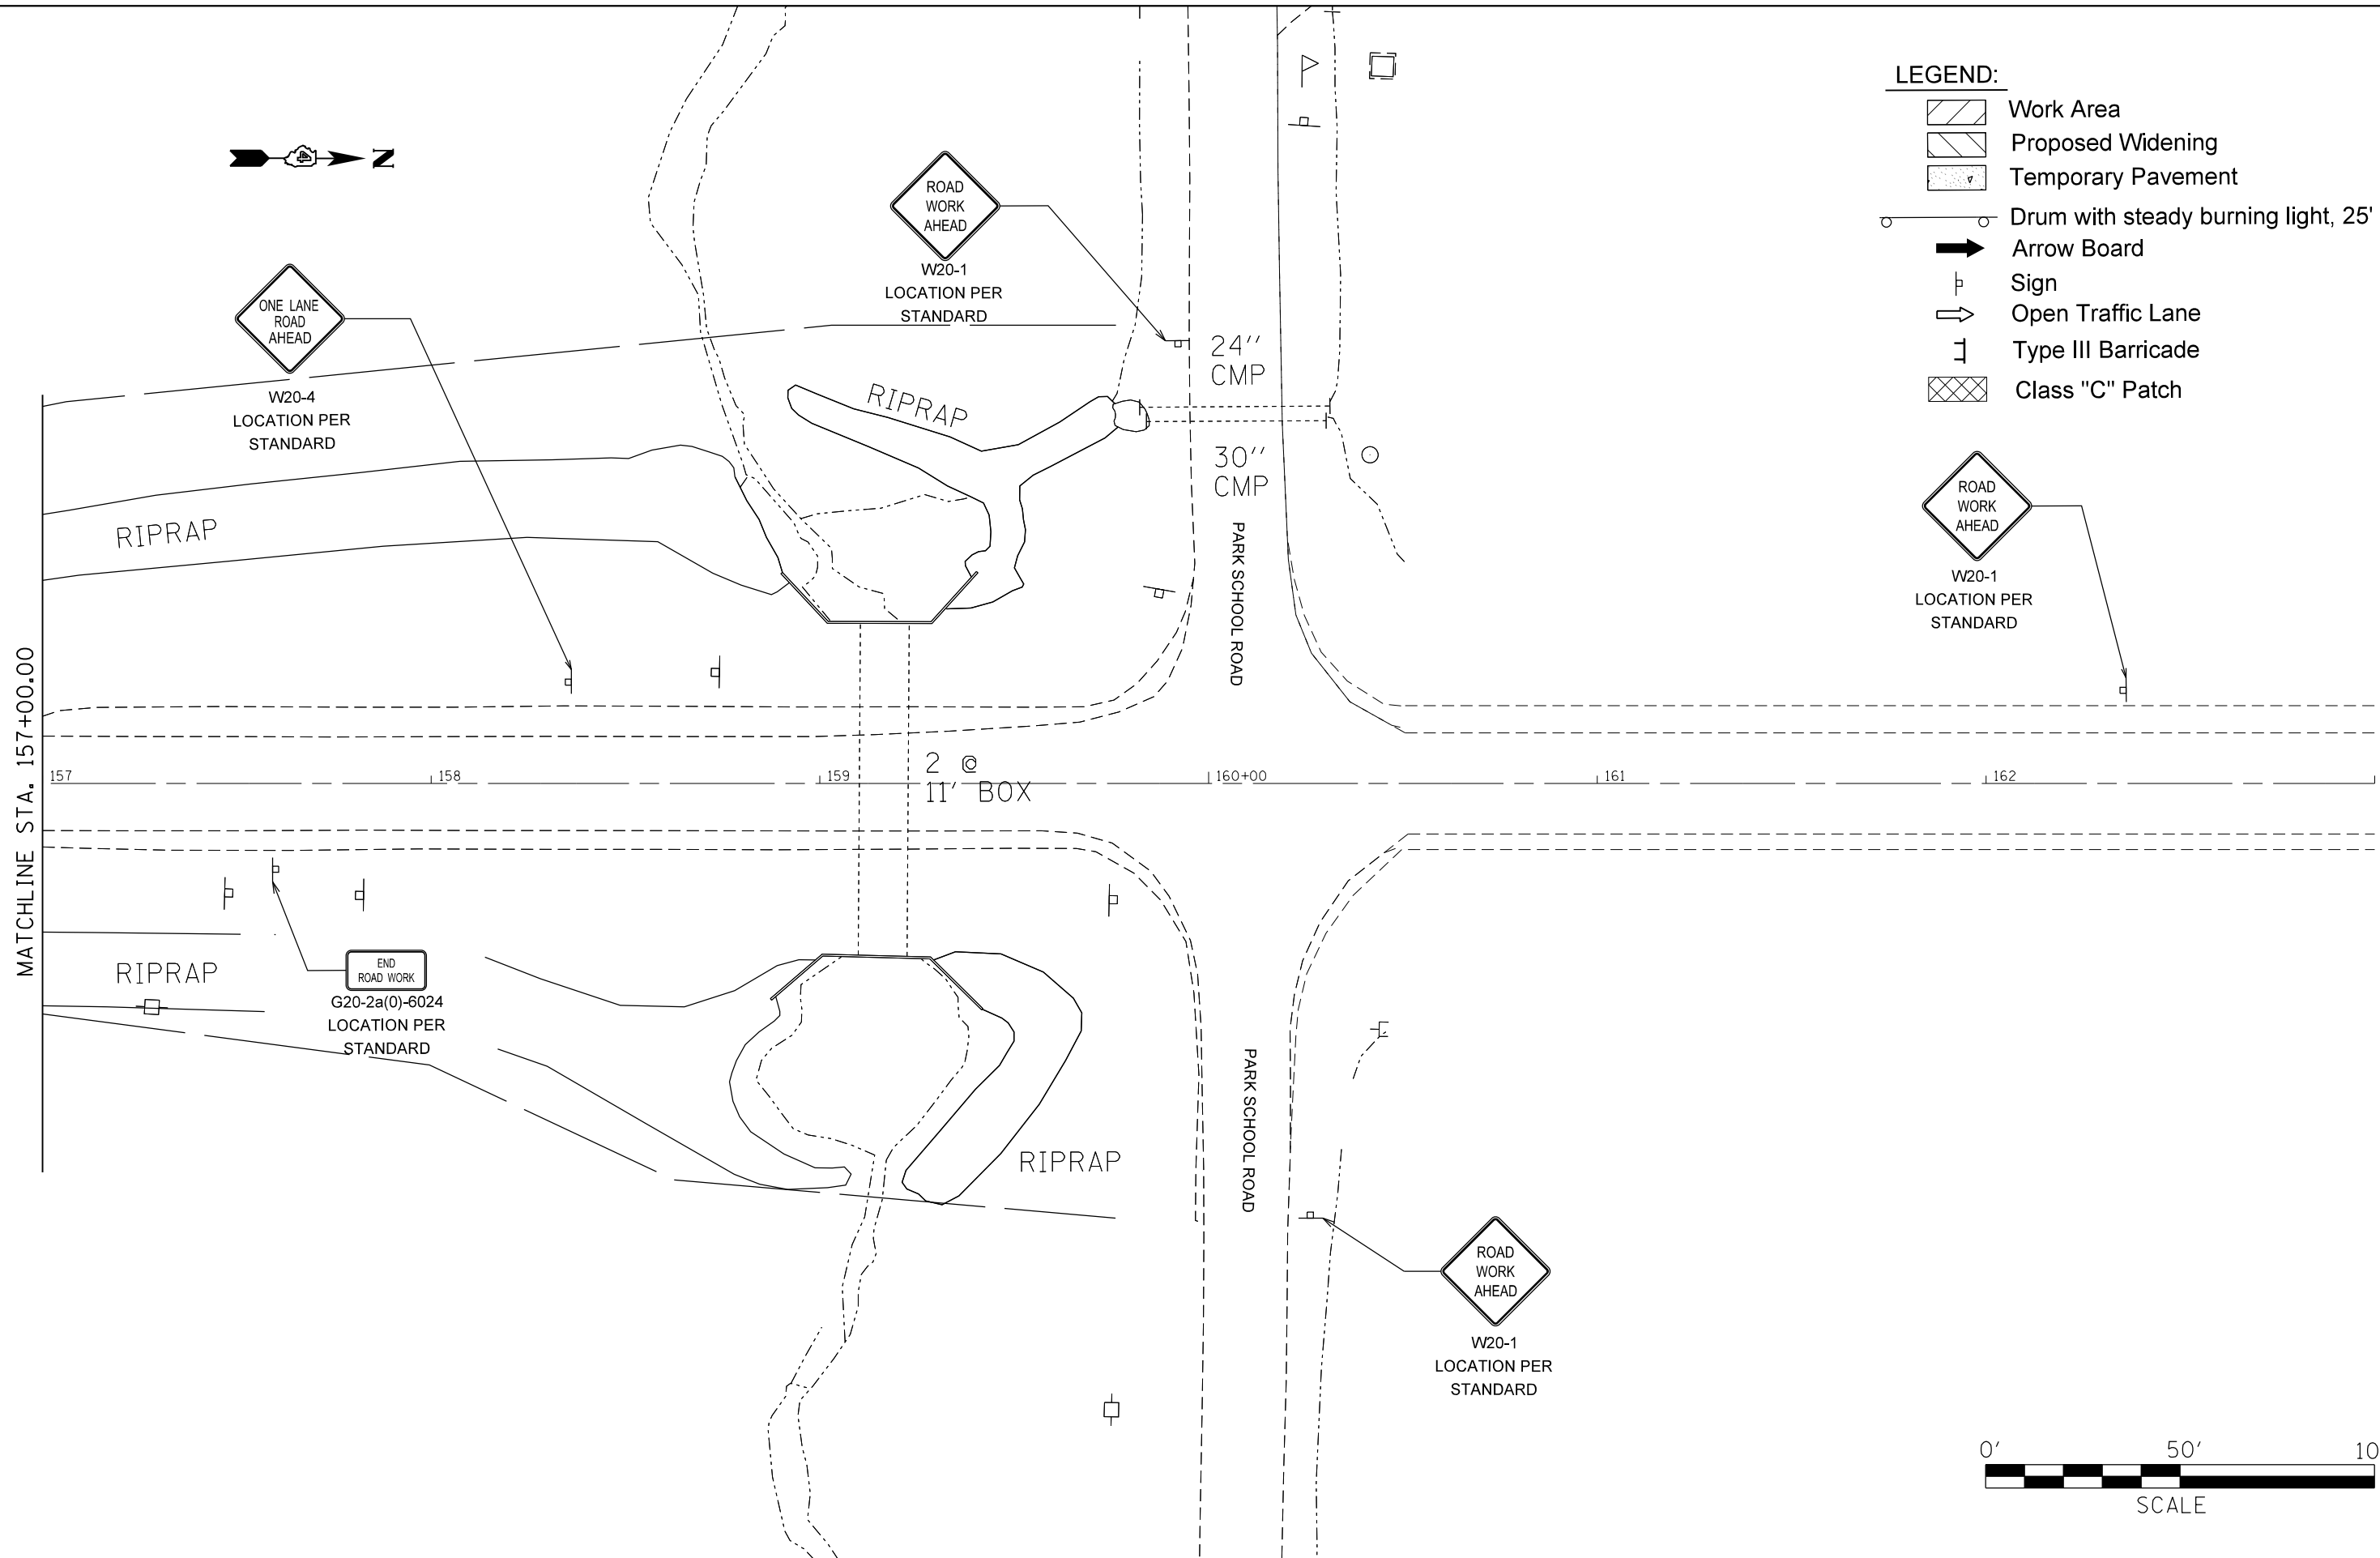 LEGEND:
Work Area
Proposed Widening
Temporary Pavement
Drum with steady burning light, 25'
Arrow Board
Sign
Open Traffic Lane
Type III Barricade
Class "C" Patch
N
ROAD
WORK
AHEAD
W20-1
LOCATION PER
STANDARD
ONE LANE
ROAD
AHEAD
W20-4
LOCATION PER
STANDARD
24''
CMP
30''
CMP
RIPRAP
RIPRAP
PARK SCHOOL ROAD
ROAD
WORK
AHEAD
W20-1
LOCATION PER
STANDARD
MATCHLINE STA. 157+00.00
157
158
159
160+00
161
162
2 @
11' BOX
RIPRAP
END
ROAD WORK
G20-2a(0)-6024
LOCATION PER
STANDARD
PARK SCHOOL ROAD
RIPRAP
ROAD
WORK
AHEAD
W20-1
LOCATION PER
STANDARD
0' 50' 10
SCALE